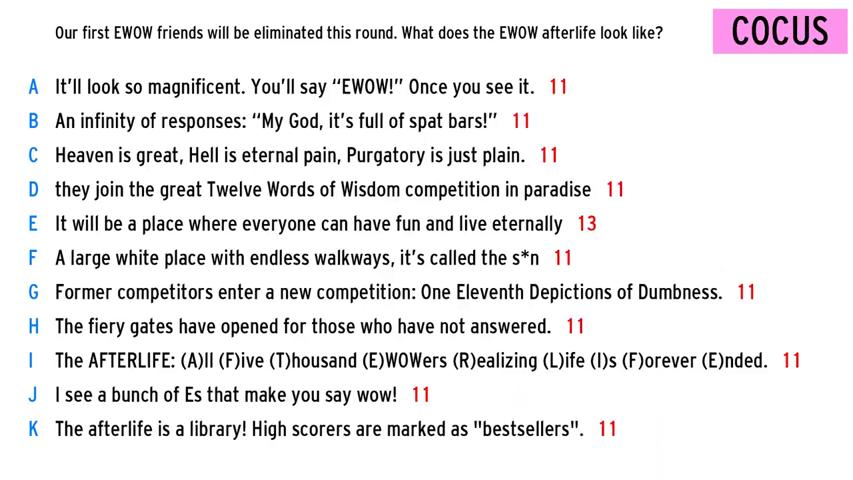 Our first EWOW friends will be eliminated this round. What does the EWOW afterlife look like?
COCUS
A It'll look so magnificent. You'll say “EWOW!” Once you see it. 11
B An infinity of responses: “My God, it's full of spat bars!” 11
C Heaven is great, Hell is eternal pain, Purgatory is just plain. 11
D they join the great Twelve Words of Wisdom competition in paradise 11
E It will be a place where everyone can have fun and live eternally 13
F A large white place with endless walkways, it's called the s*n 11
G Former competitors enter a new competition: One Eleventh Depictions of Dumbness. 11
H The fiery gates have opened for those who have not answered. 11
I The AFTERLIFE: (A)ll (F)ive (T)housand (E)WOWers (R)ealizing (L)ife (I)s (F)orever (E)nded. 11
J I see a bunch of Es that make you say wow! 11
K The afterlife is a library! High scorers are marked as "bestsellers". 11